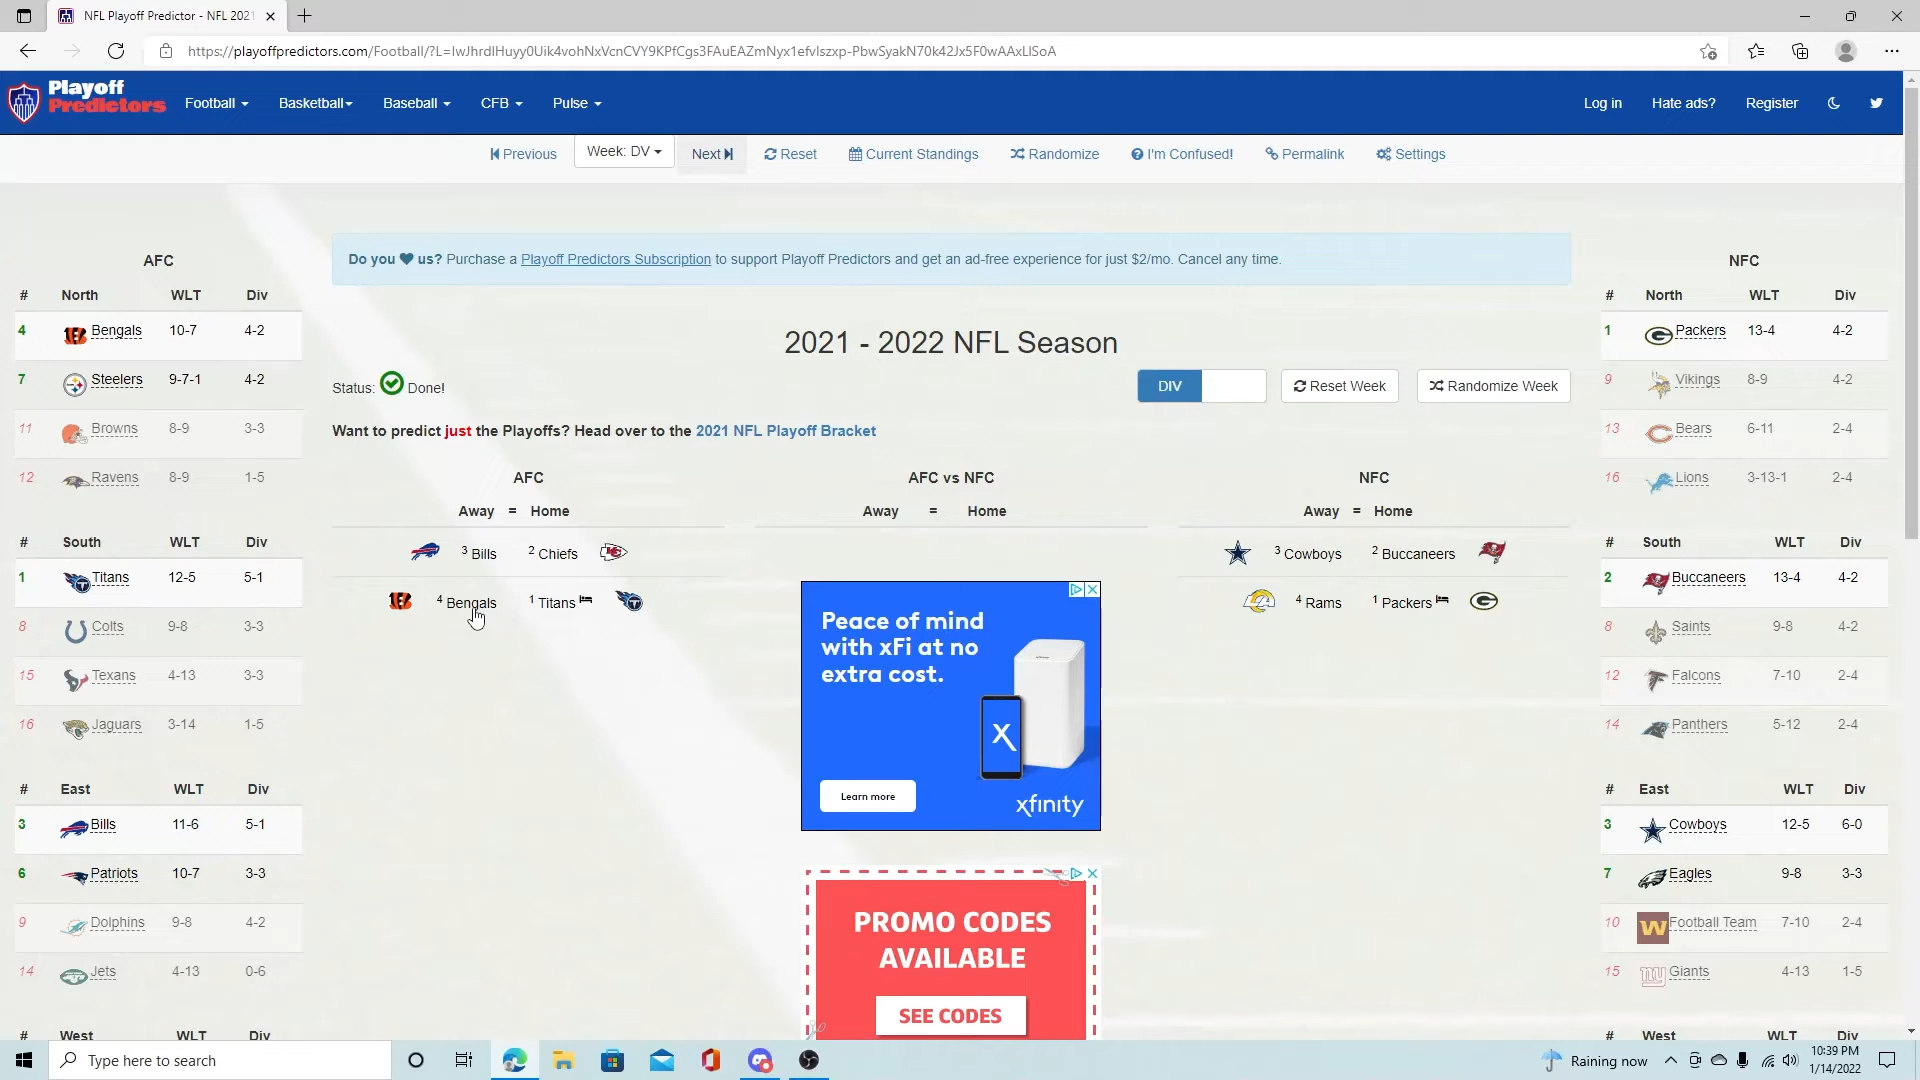 NFL Playoff Predictor - NFL 2021
https://playoffpredictors.com/Football/?L=IwJhrdIHuyy0Uik4vohNxVcnCVY9KPfCgs3FAuEAZmNyx1efvlszxp-PbwSyakN70k42Jx5F0wAAxLlSoA
Playoff
Predictors
Football Basketball Baseball CFB Pulse Log in Hate ads? Register
Previous Week: DV Next Reset Current Standings Randomize I'm Confused! Permalink Settings
Do you us? Purchase a Playoff Predictors Subscription to support Playoff Predictors and get an ad-free experience for just $2/mo. Cancel any time.
2021 - 2022 NFL Season
Status: Done!
DIV Reset Week Randomize Week
Want to predict just the Playoffs? Head over to the 2021 NFL Playoff Bracket
AFC
# North WLT Div
4 Bengals 10-7 4-2
7 Steelers 9-7-1 4-2
11 Browns 8-9 3-3
12 Ravens 8-9 1-5
# South WLT Div
1 Titans 12-5 5-1
8 Colts 9-8 3-3
15 Texans 4-13 3-3
16 Jaguars 3-14 1-5
# East WLT Div
3 Bills 11-6 5-1
6 Patriots 10-7 3-3
9 Dolphins 9-8 4-2
14 Jets 4-13 0-6
# West WLT Div
AFC
Away = Home
3 Bills 2 Chiefs
4 Bengals 1 Titans
AFC vs NFC
Away = Home
Peace of mind
with xFi at no
extra cost.
X
Learn more
xfinity
PROMO CODES
AVAILABLE
SEE CODES
NFC
Away = Home
3 Cowboys 2 Buccaneers
4 Rams 1 Packers
NFC
# North WLT Div
1 Packers 13-4 4-2
9 Vikings 8-9 4-2
13 Bears 6-11 2-4
16 Lions 3-13-1 2-4
# South WLT Div
2 Buccaneers 13-4 4-2
8 Saints 9-8 4-2
12 Falcons 7-10 2-4
14 Panthers 5-12 2-4
# East WLT Div
3 Cowboys 12-5 6-0
7 Eagles 9-8 3-3
10 Football Team 7-10 2-4
15 Giants 4-13 1-5
# West WLT Div
Type here to search
Raining now
10:39 PM
1/14/2022